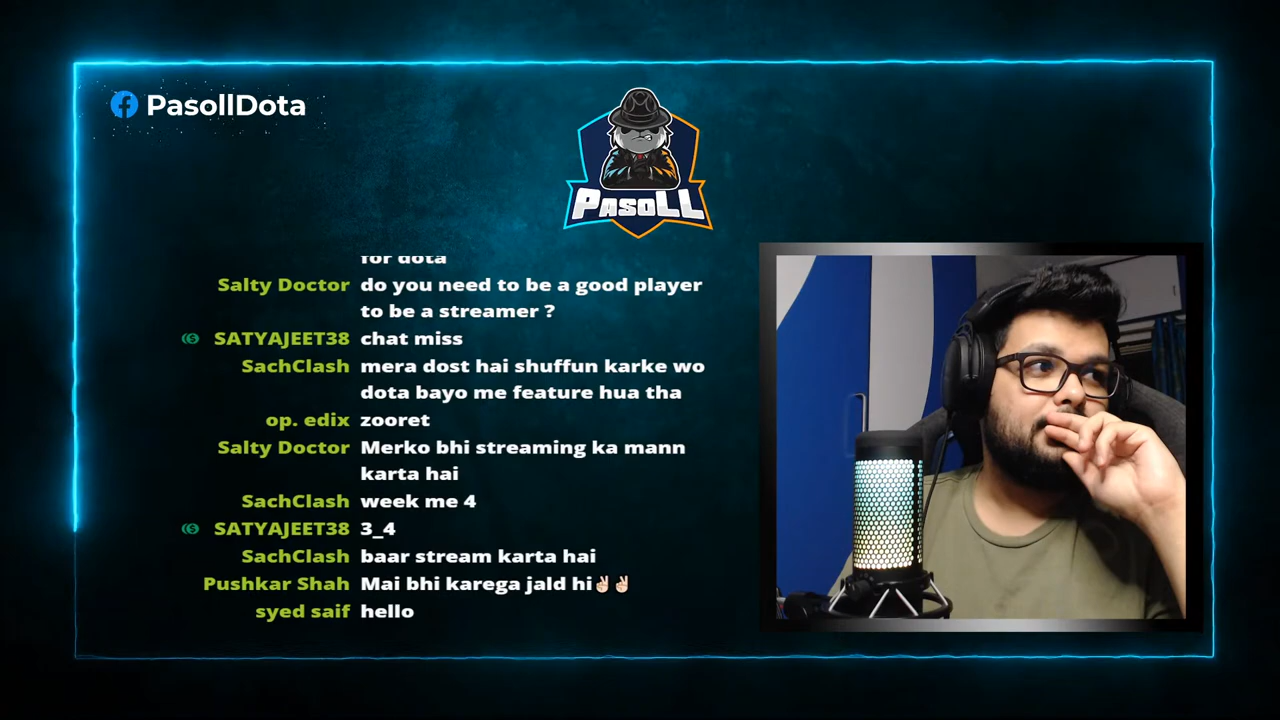 PasollDota
PASOLL
for dota
Salty Doctor do you need to be a good player
to be a streamer ?
SATYAJEET38 chat miss
SachClash mera dost hai shuffun karke wo
dota bayo me feature hua tha
op. edix zooret
Salty Doctor Merko bhi streaming ka mann
karta hai
SachClash week me 4
SATYAJEET38 3_4
SachClash baar stream karta hai
Pushkar Shah Mai bhi karega jald hi✌🏻✌🏻
syed saif hello